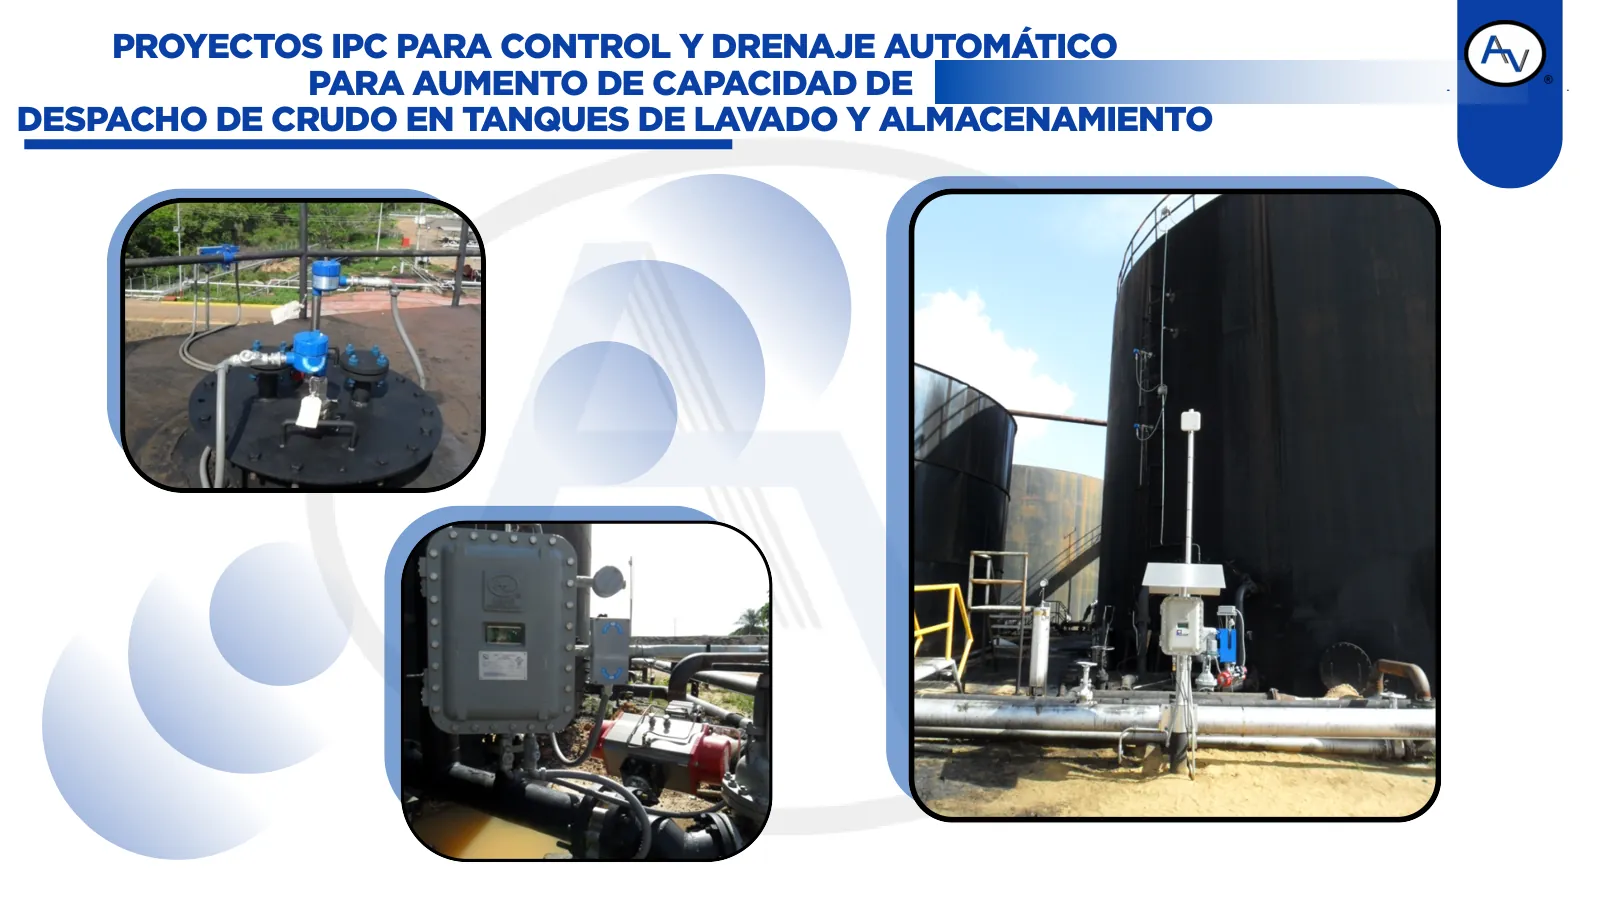 PROYECTOS IPC PARA CONTROL Y DRENAJE AUTOMÁTICO
PARA AUMENTO DE CAPACIDAD DE
DESPACHO DE CRUDO EN TANQUES DE LAVADO Y ALMACENAMIENTO
AV
®